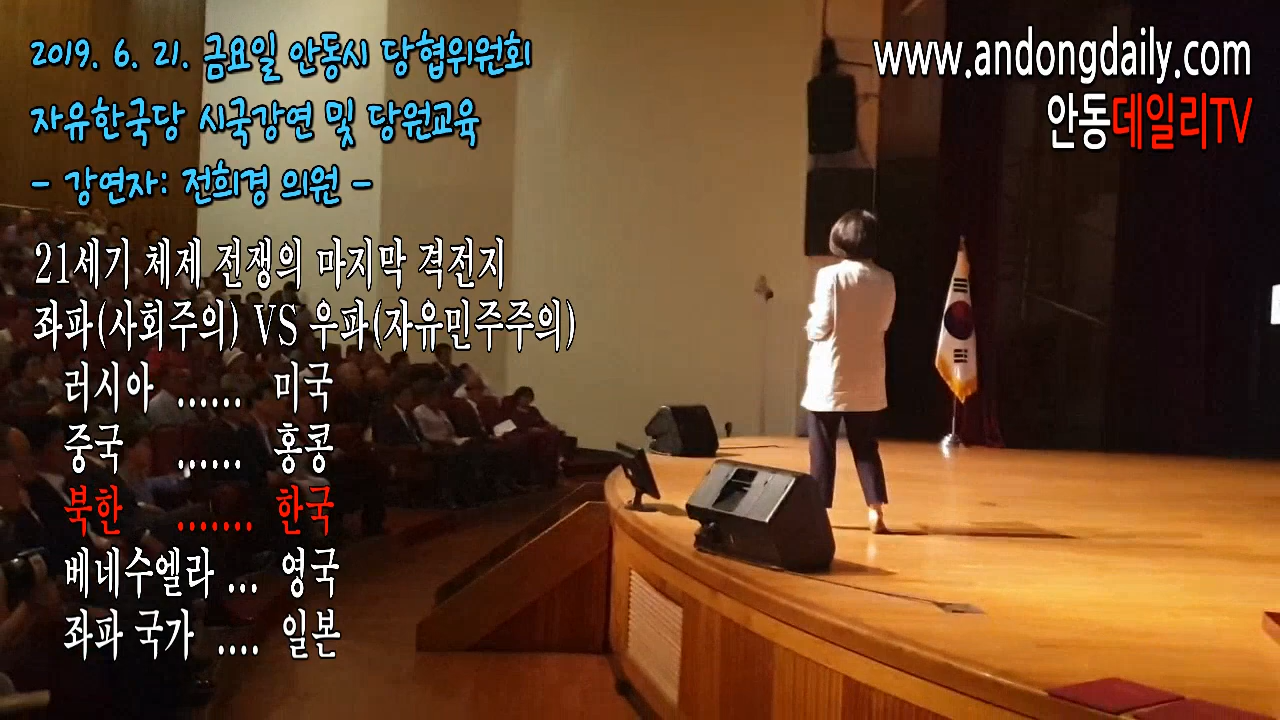 2019. 6. 21. 금요일 안동시 당협위원회
자유한국당 시국강연 및 당원교육
- 강연자: 전희경 의원 -
www.andongdaily.com
안동데일리TV
21세기 체제 전쟁의 마지막 격전지
좌파(사회주의) VS 우파(자유민주주의)
러시아 ...... 미국
중국 ...... 홍콩
북한 ....... 한국
베네수엘라 ... 영국
좌파 국가 .... 일본